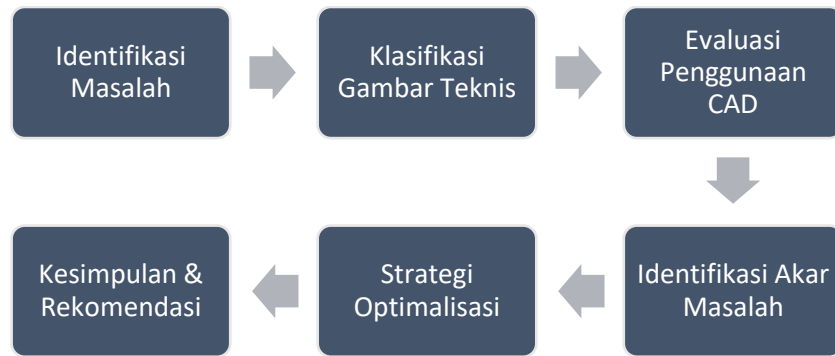 Identifikasi
Masalah
Klasifikasi
Gambar Teknis
Evaluasi
Penggunaan
CAD
Identifikasi Akar
Masalah
Strategi
Optimalisasi
Kesimpulan &
Rekomendasi